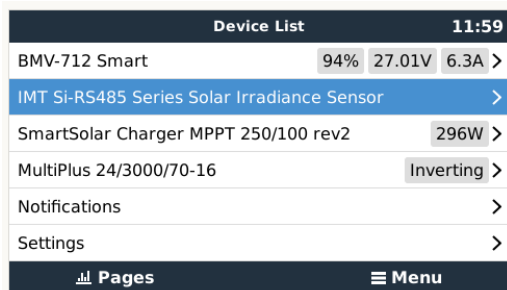 Device List 11:59
BMV-712 Smart 94% 27.01V 6.3A
IMT Si-RS485 Series Solar Irradiance Sensor
SmartSolar Charger MPPT 250/100 rev2 296W
MultiPlus 24/3000/70-16 Inverting
Notifications
Settings
Pages Menu